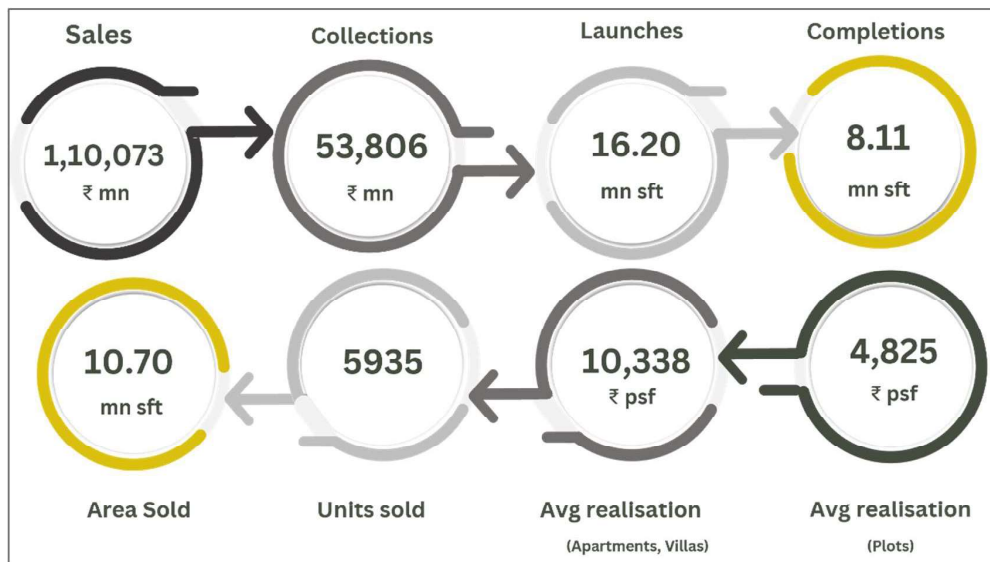 Sales
Collections
Launches
Completions
1,10,073
₹ mn
53,806
₹ mn
16.20
mn sft
8.11
mn sft
10.70
mn sft
5935
10,338
₹ psf
4,825
₹ psf
Area Sold
Units sold
Avg realisation
(Apartments, Villas)
Avg realisation
(Plots)